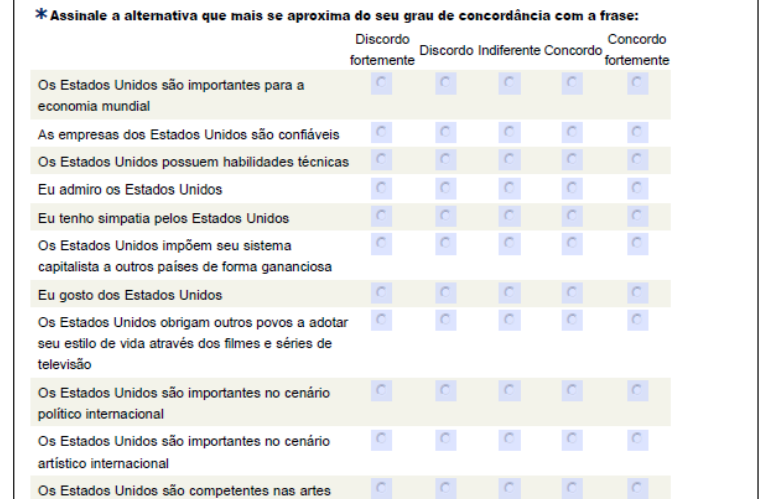 *Assinale a alternativa que mais se aproxima do seu grau de concordância com a frase:
Discordo fortemente Discordo Indiferente Concordo Concordo fortemente
Os Estados Unidos são importantes para a
economia mundial
As empresas dos Estados Unidos são confiáveis
Os Estados Unidos possuem habilidades técnicas
Eu admiro os Estados Unidos
Eu tenho simpatia pelos Estados Unidos
Os Estados Unidos impõem seu sistema
capitalista a outros países de forma gananciosa
Eu gosto dos Estados Unidos
Os Estados Unidos obrigam outros povos a adotar
seu estilo de vida através dos filmes e séries de
televisão
Os Estados Unidos são importantes no cenário
político internacional
Os Estados Unidos são importantes no cenário
artístico internacional
Os Estados Unidos são competentes nas artes